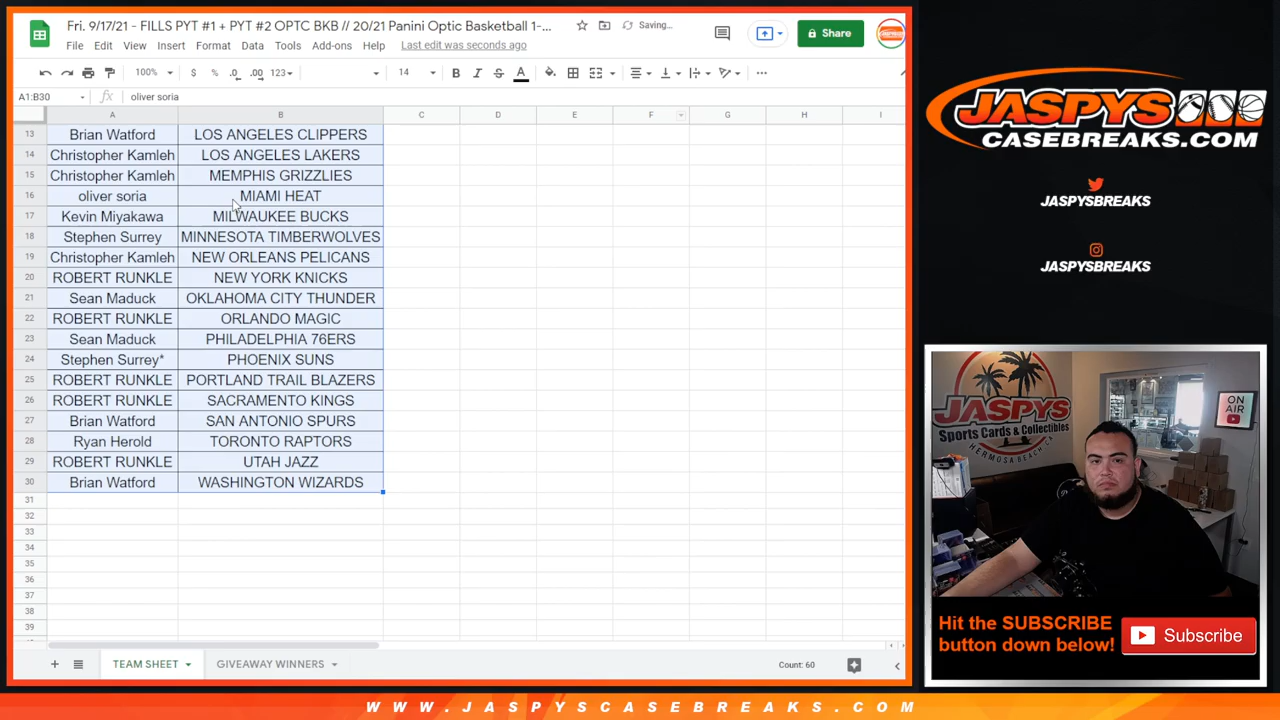 Fri. 9/17/21 - FILLS PYT #1 + PYT #2 OPTC BKB // 20/21 Panini Optic Basketball 1-...
Saving...
Share
File Edit View Insert Format Data Tools Add-ons Help Last edit was seconds ago
100% $ % .0 .00 123 14 B I S A
A1:B30 fx oliver soria
A B C D E F G H I
13 Brian Watford LOS ANGELES CLIPPERS
14 Christopher Kamleh LOS ANGELES LAKERS
15 Christopher Kamleh MEMPHIS GRIZZLIES
16 oliver soria MIAMI HEAT
17 Kevin Miyakawa MILWAUKEE BUCKS
18 Stephen Surrey MINNESOTA TIMBERWOLVES
19 Christopher Kamleh NEW ORLEANS PELICANS
20 ROBERT RUNKLE NEW YORK KNICKS
21 Sean Maduck OKLAHOMA CITY THUNDER
22 ROBERT RUNKLE ORLANDO MAGIC
23 Sean Maduck PHILADELPHIA 76ERS
24 Stephen Surrey* PHOENIX SUNS
25 ROBERT RUNKLE PORTLAND TRAIL BLAZERS
26 ROBERT RUNKLE SACRAMENTO KINGS
27 Brian Watford SAN ANTONIO SPURS
28 Ryan Herold TORONTO RAPTORS
29 ROBERT RUNKLE UTAH JAZZ
30 Brian Watford WASHINGTON WIZARDS
31
32
33
34
35
36
37
38
39
TEAM SHEET GIVEAWAY WINNERS Count: 60
JASPYS
CASEBREAKS.COM
JASPYSBREAKS
JASPYSBREAKS
JASPYS
Sports Cards & Collectibles
HERMOSA BEACH
ON
AIR
Hit the SUBSCRIBE
button down below!
Subscribe
WWW.JASPYSCASEBREAKS.COM